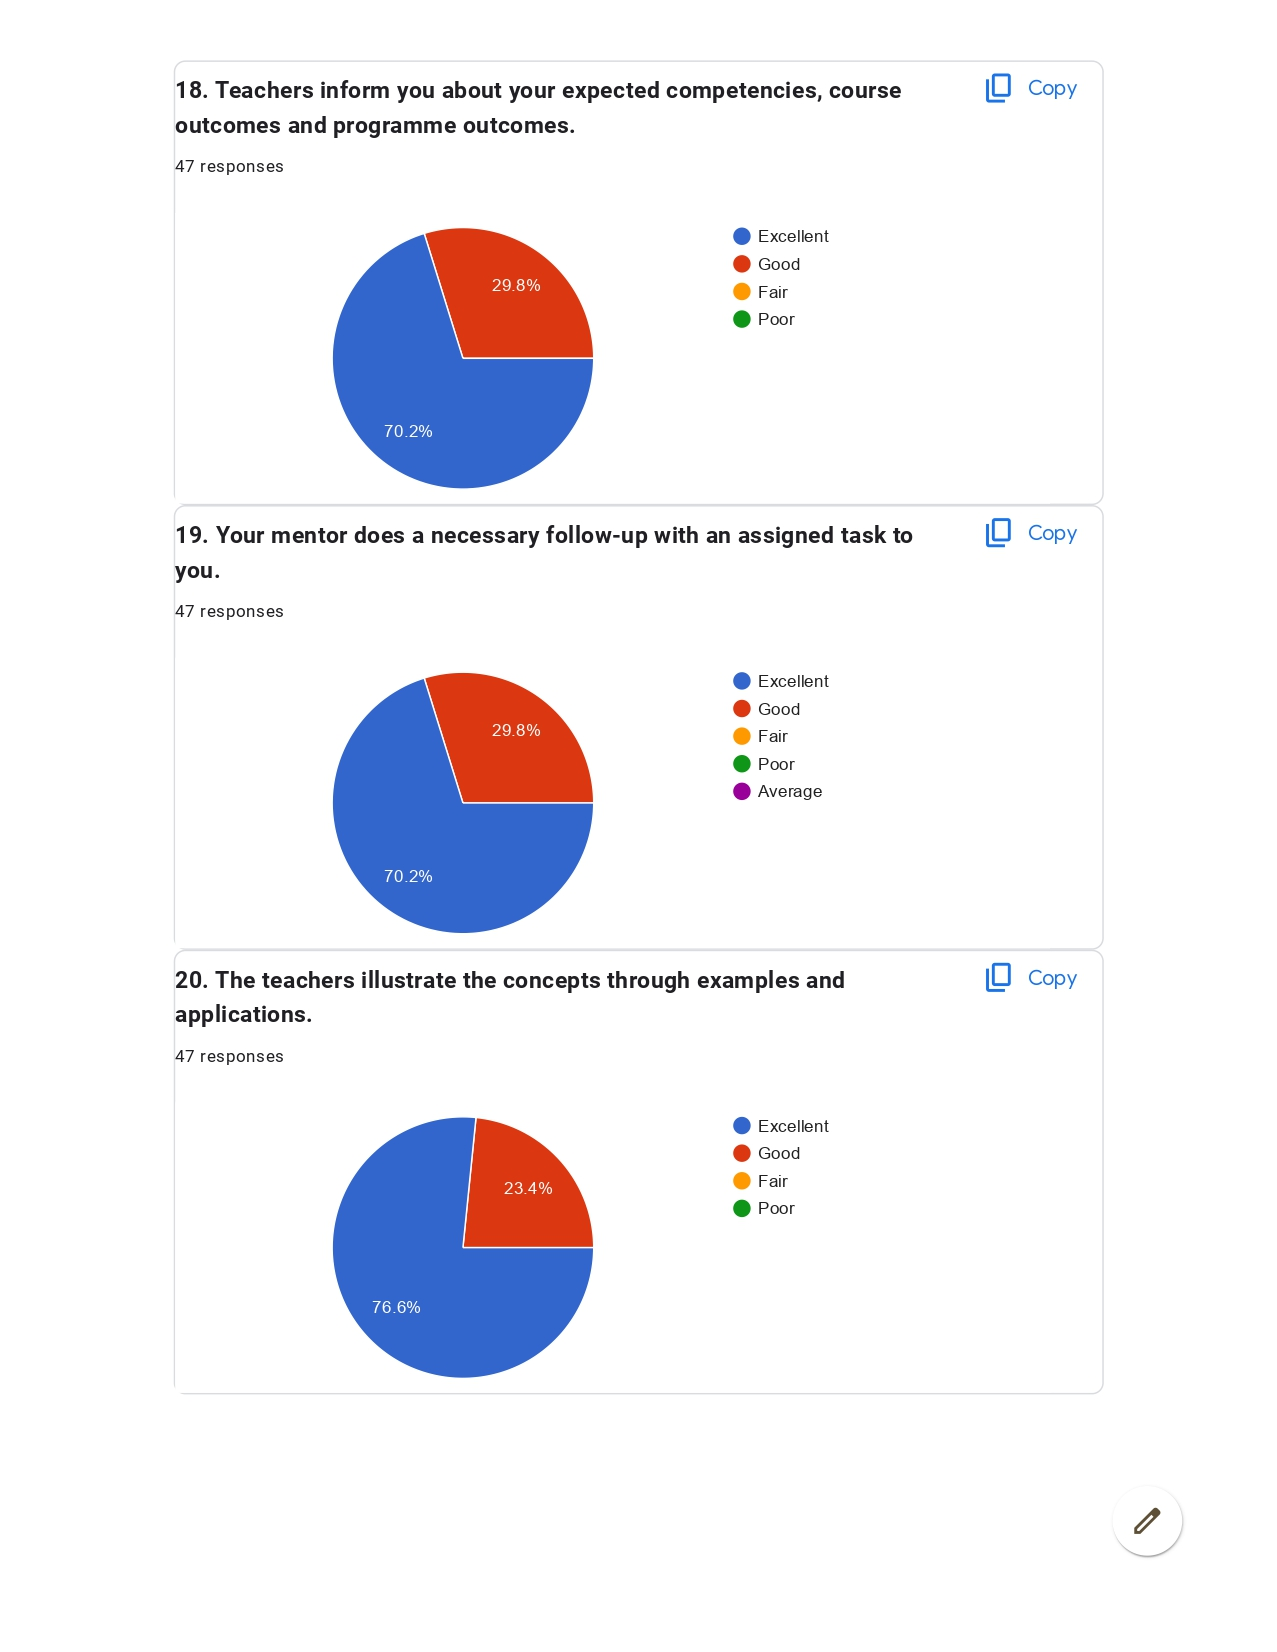 18. Teachers inform you about your expected competencies, course
outcomes and programme outcomes.
Copy
47 responses
Excellent
Good
Fair
Poor
29.8%
70.2%
19. Your mentor does a necessary follow-up with an assigned task to
you.
Copy
47 responses
Excellent
Good
Fair
Poor
Average
29.8%
70.2%
20. The teachers illustrate the concepts through examples and
applications.
Copy
47 responses
Excellent
Good
Fair
Poor
23.4%
76.6%